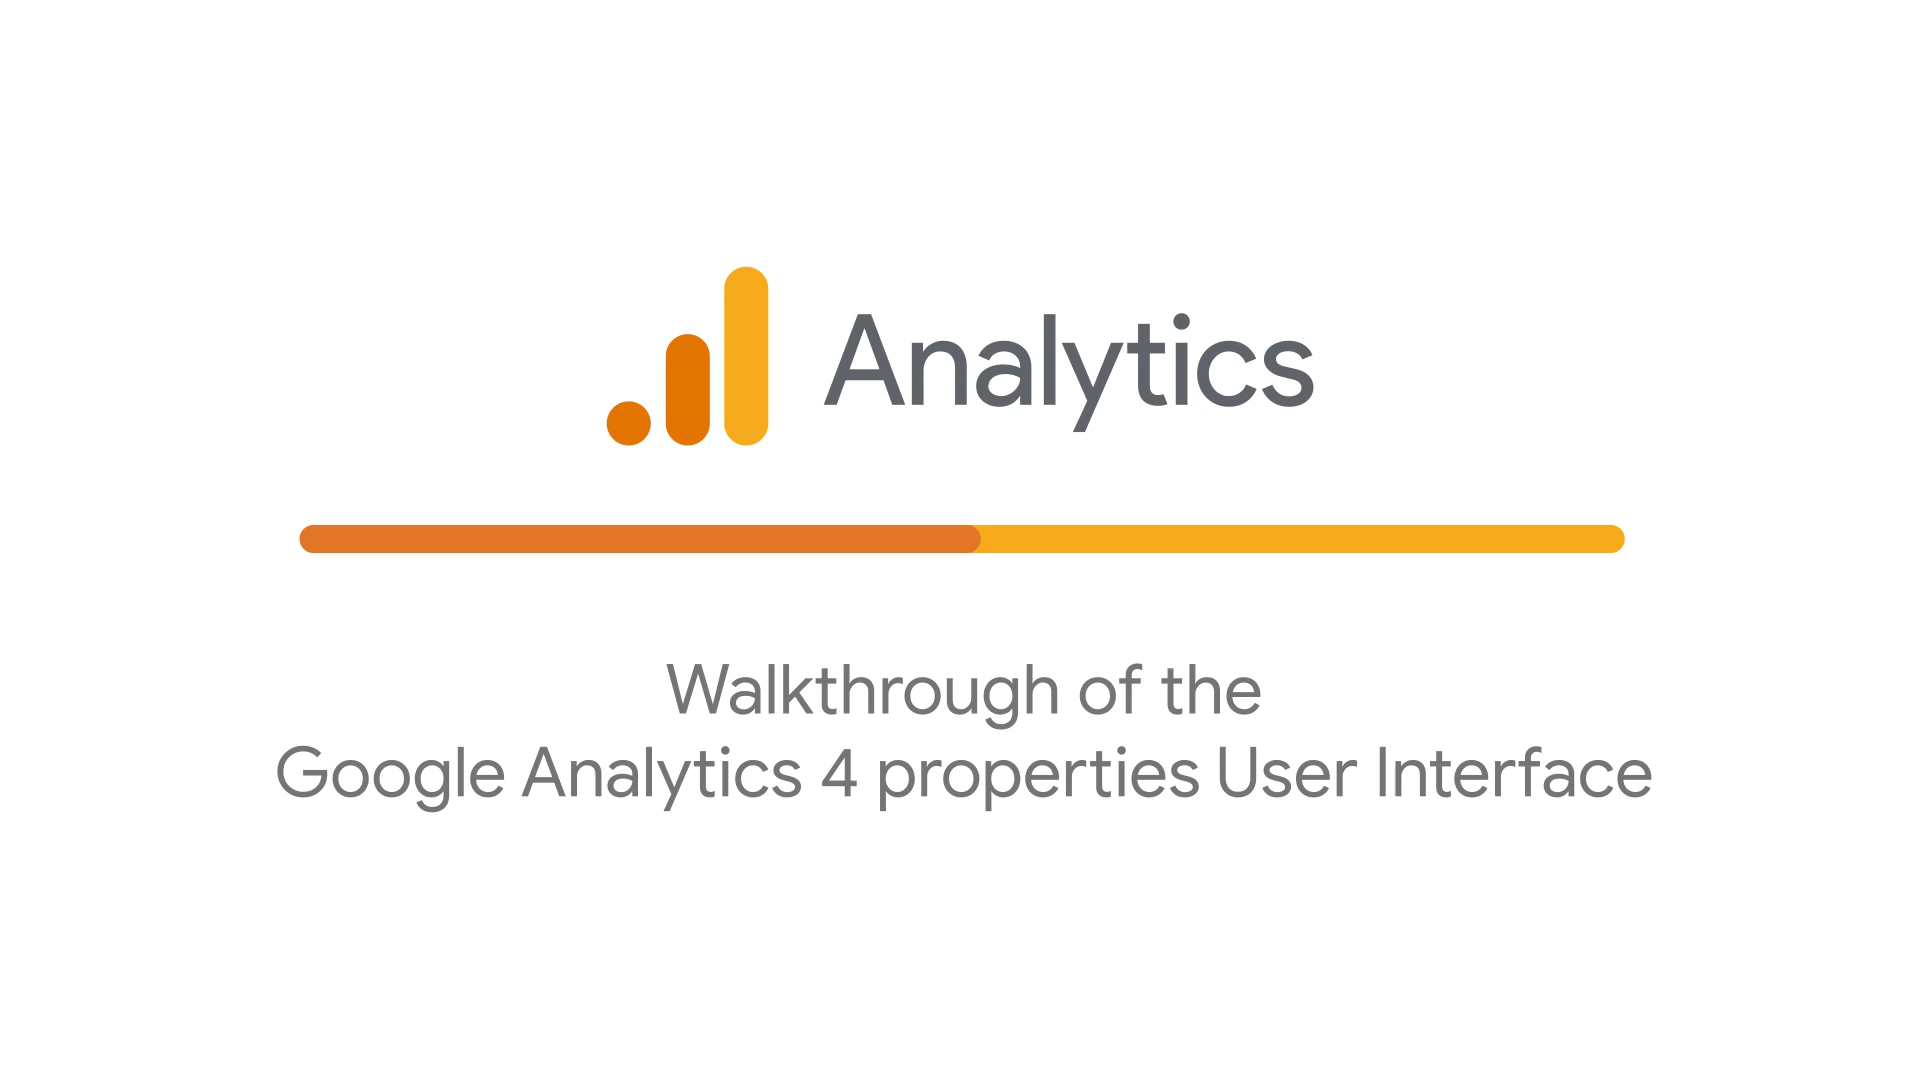 Analytics
Walkthrough of the
Google Analytics 4 properties User Interface